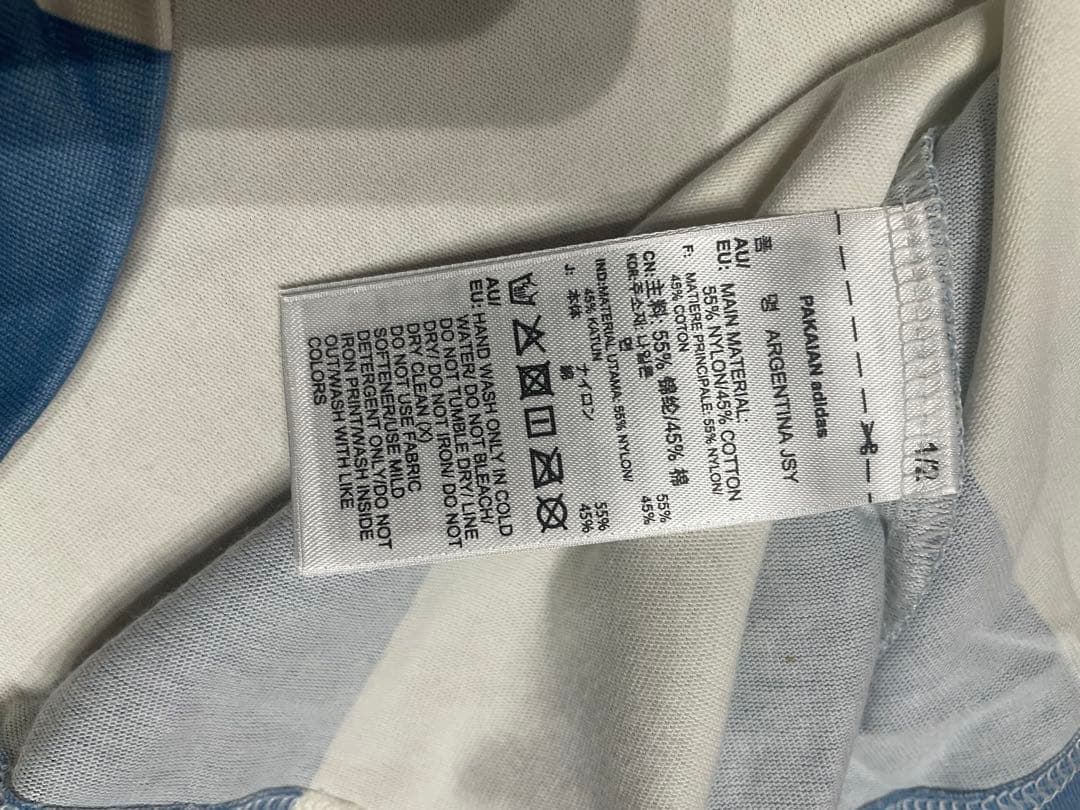 1/2
PAKAIAN adidas
품 명 ARGENTINA JSY
AU/
EU: MAIN MATERIAL:
55% NYLON/45% COTTON
F: MATIERE PRINCIPALE: 55% NYLON/
45% COTTON
CN: 主料: 55% 锦纶/45% 棉
KOR:주소재:나일론 55%
면 45%
IND:MATERIAL UTAMA: 55% NYLON/
45% KATUN
J: 本体 ナイロン 55%
綿 45%
AU/
EU: HAND WASH ONLY IN COLD
WATER/ DO NOT BLEACH/
DO NOT TUMBLE DRY/ LINE
DRY/ DO NOT IRON/ DO NOT
DRY CLEAN (X)
DO NOT USE FABRIC
SOFTENER/USE MILD
DETERGENT ONLY/DO NOT
IRON PRINT/WASH INSIDE
OUT/WASH WITH LIKE
COLORS